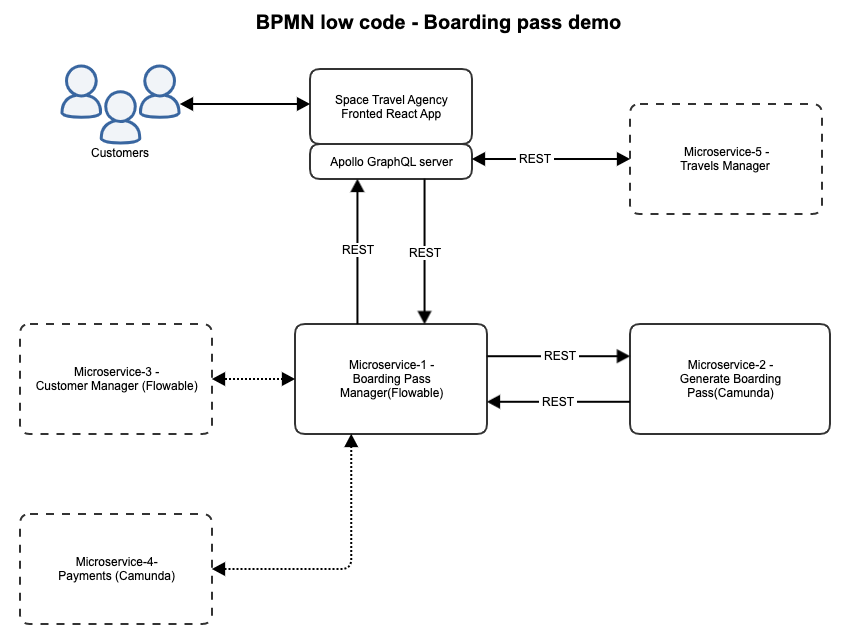 BPMN low code - Boarding pass demo
Space Travel Agency
Fronted React App
Customers
Apollo GraphQL server
REST
Microservice-5 -
Travels Manager
REST
REST
Microservice-3 -
Customer Manager (Flowable)
Microservice-1 -
Boarding Pass
Manager(Flowable)
REST
REST
Microservice-2 -
Generate Boarding
Pass(Camunda)
Microservice-4-
Payments (Camunda)